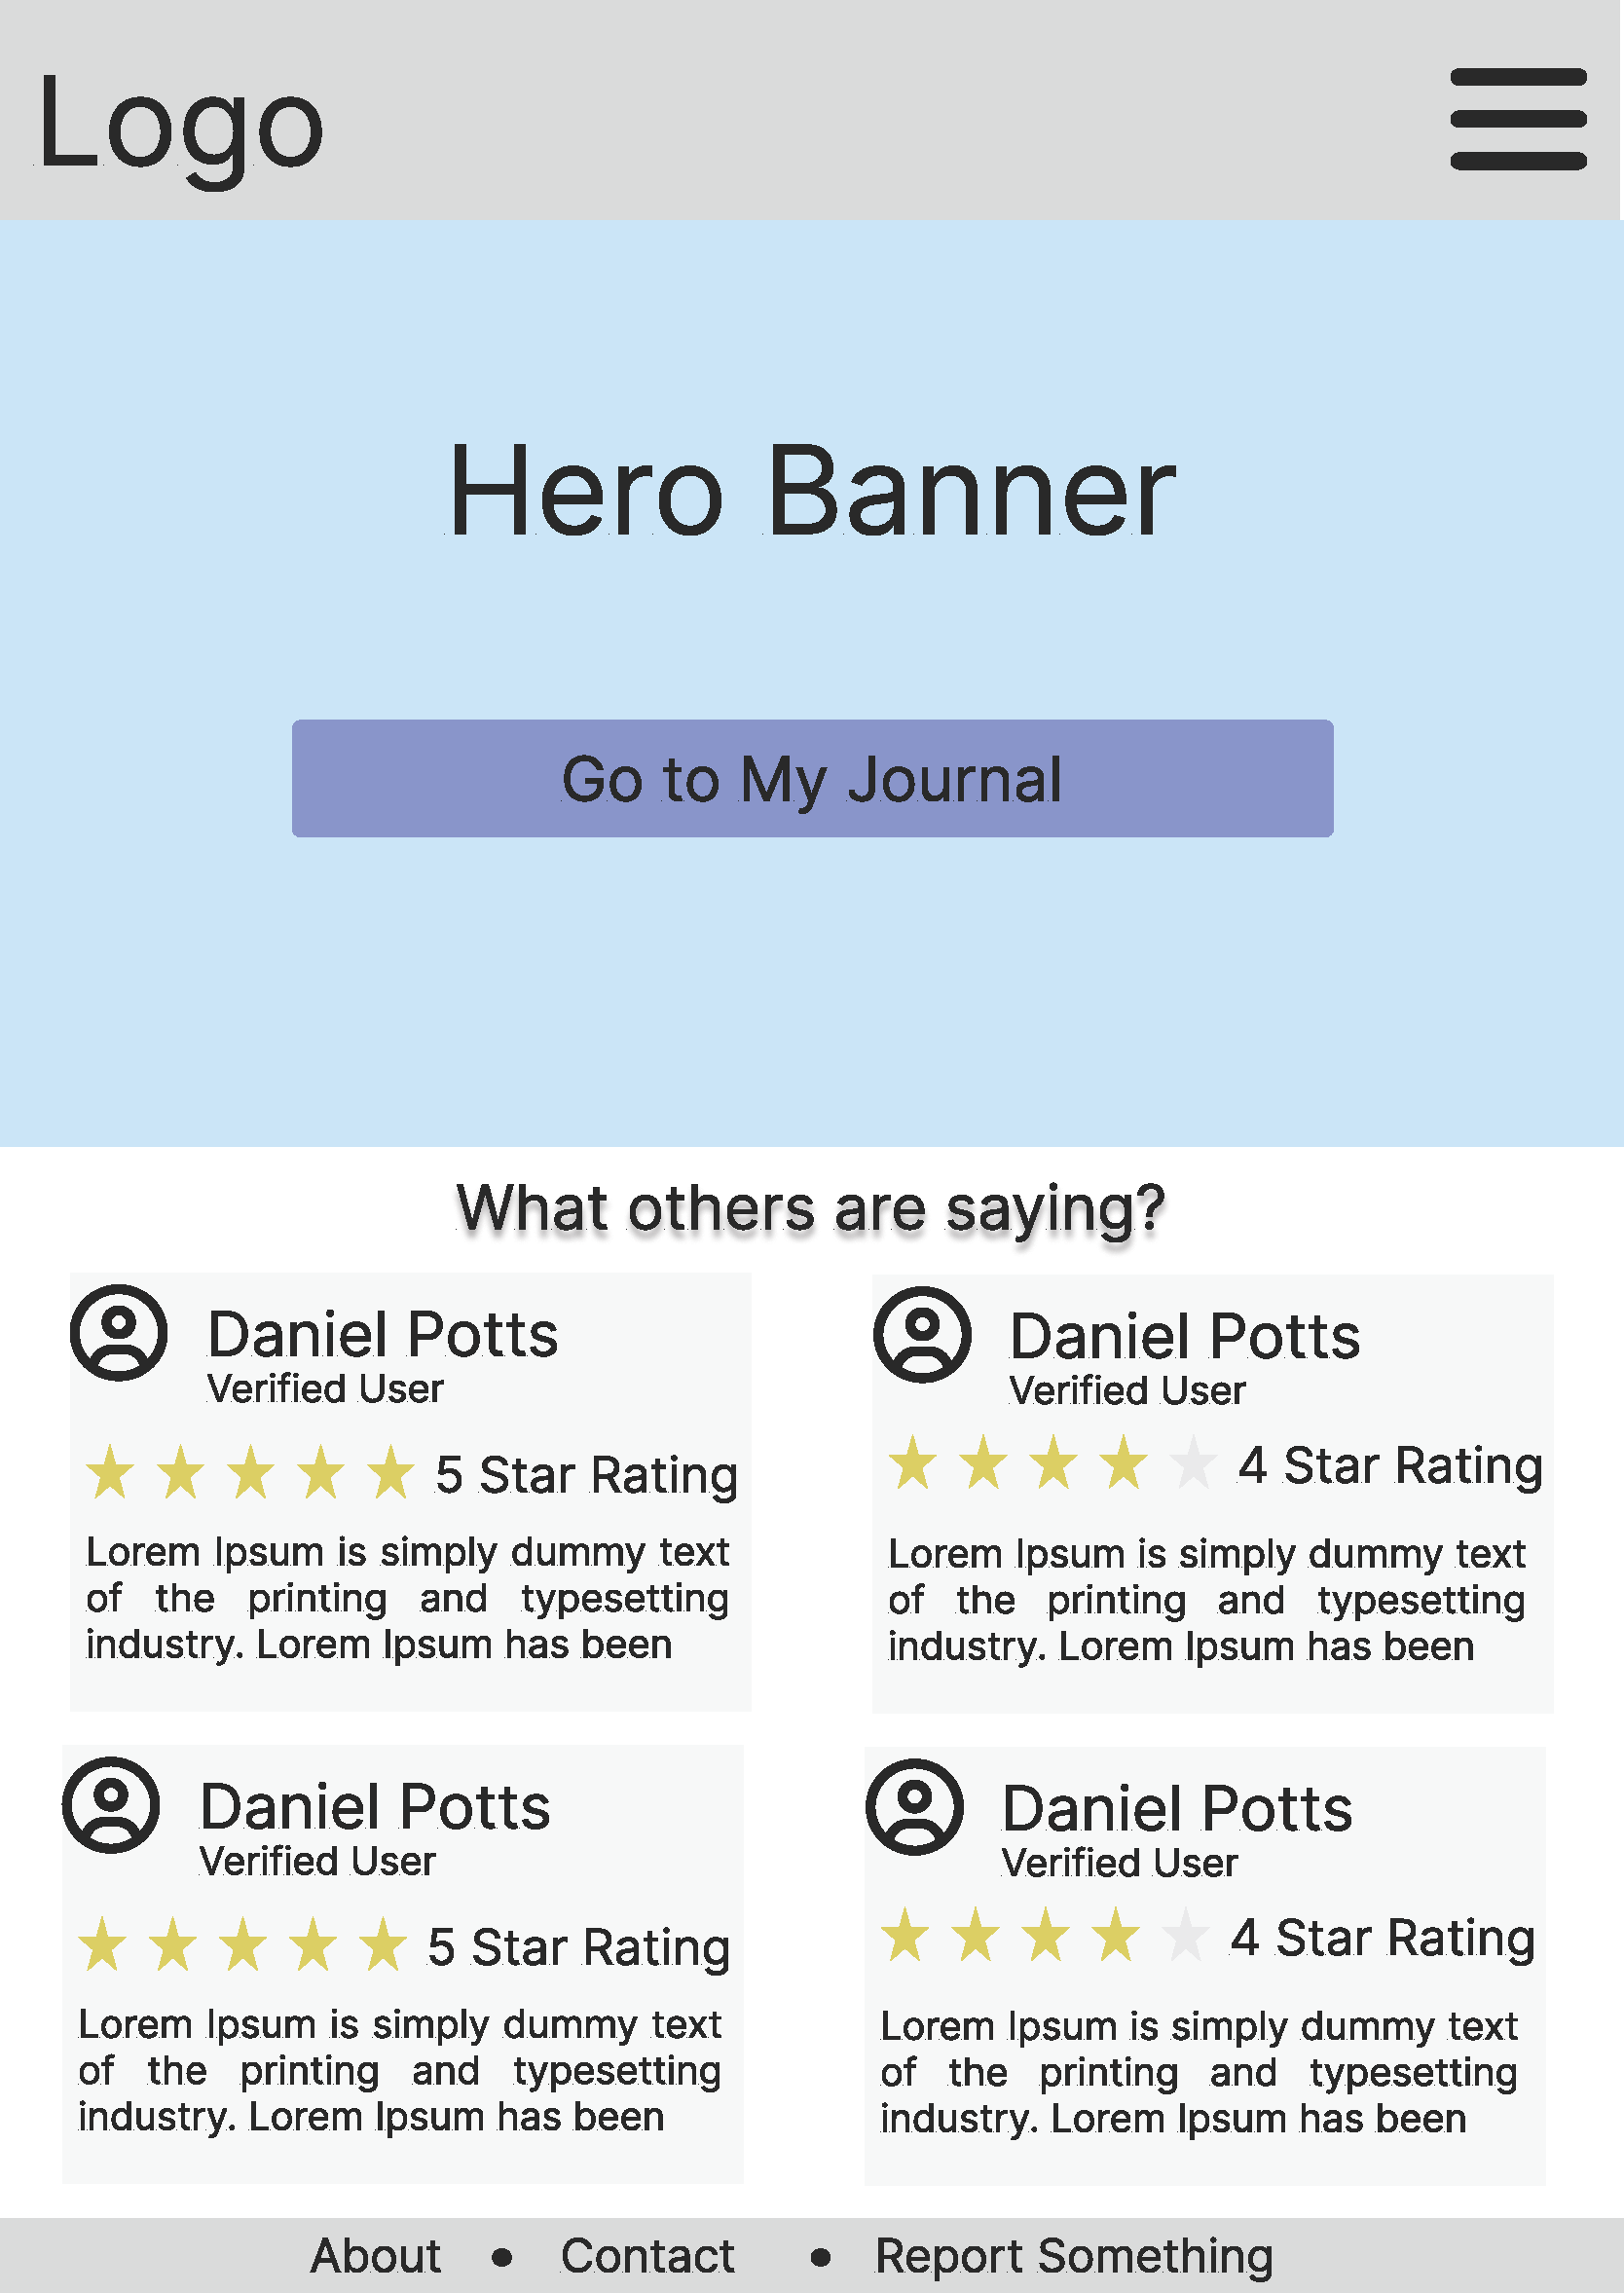 Logo
Hero Banner
Go to My Journal
What others are saying?
Daniel Potts
Verified User
5 Star Rating
Lorem Ipsum is simply dummy text
of the printing and typesetting
industry. Lorem Ipsum has been
Daniel Potts
Verified User
4 Star Rating
Lorem Ipsum is simply dummy text
of the printing and typesetting
industry. Lorem Ipsum has been
Daniel Potts
Verified User
5 Star Rating
Lorem Ipsum is simply dummy text
of the printing and typesetting
industry. Lorem Ipsum has been
Daniel Potts
Verified User
4 Star Rating
Lorem Ipsum is simply dummy text
of the printing and typesetting
industry. Lorem Ipsum has been
About • Contact • Report Something